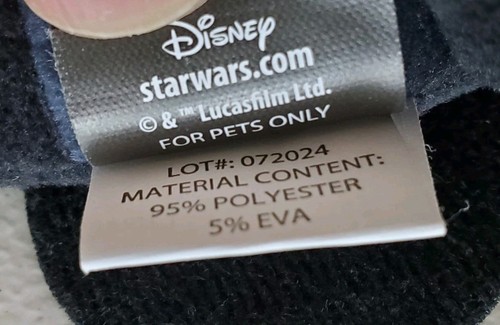 Disney
starwars.com
© & ™ Lucasfilm Ltd.
FOR PETS ONLY
LOT#: 072024
MATERIAL CONTENT:
95% POLYESTER
5% EVA